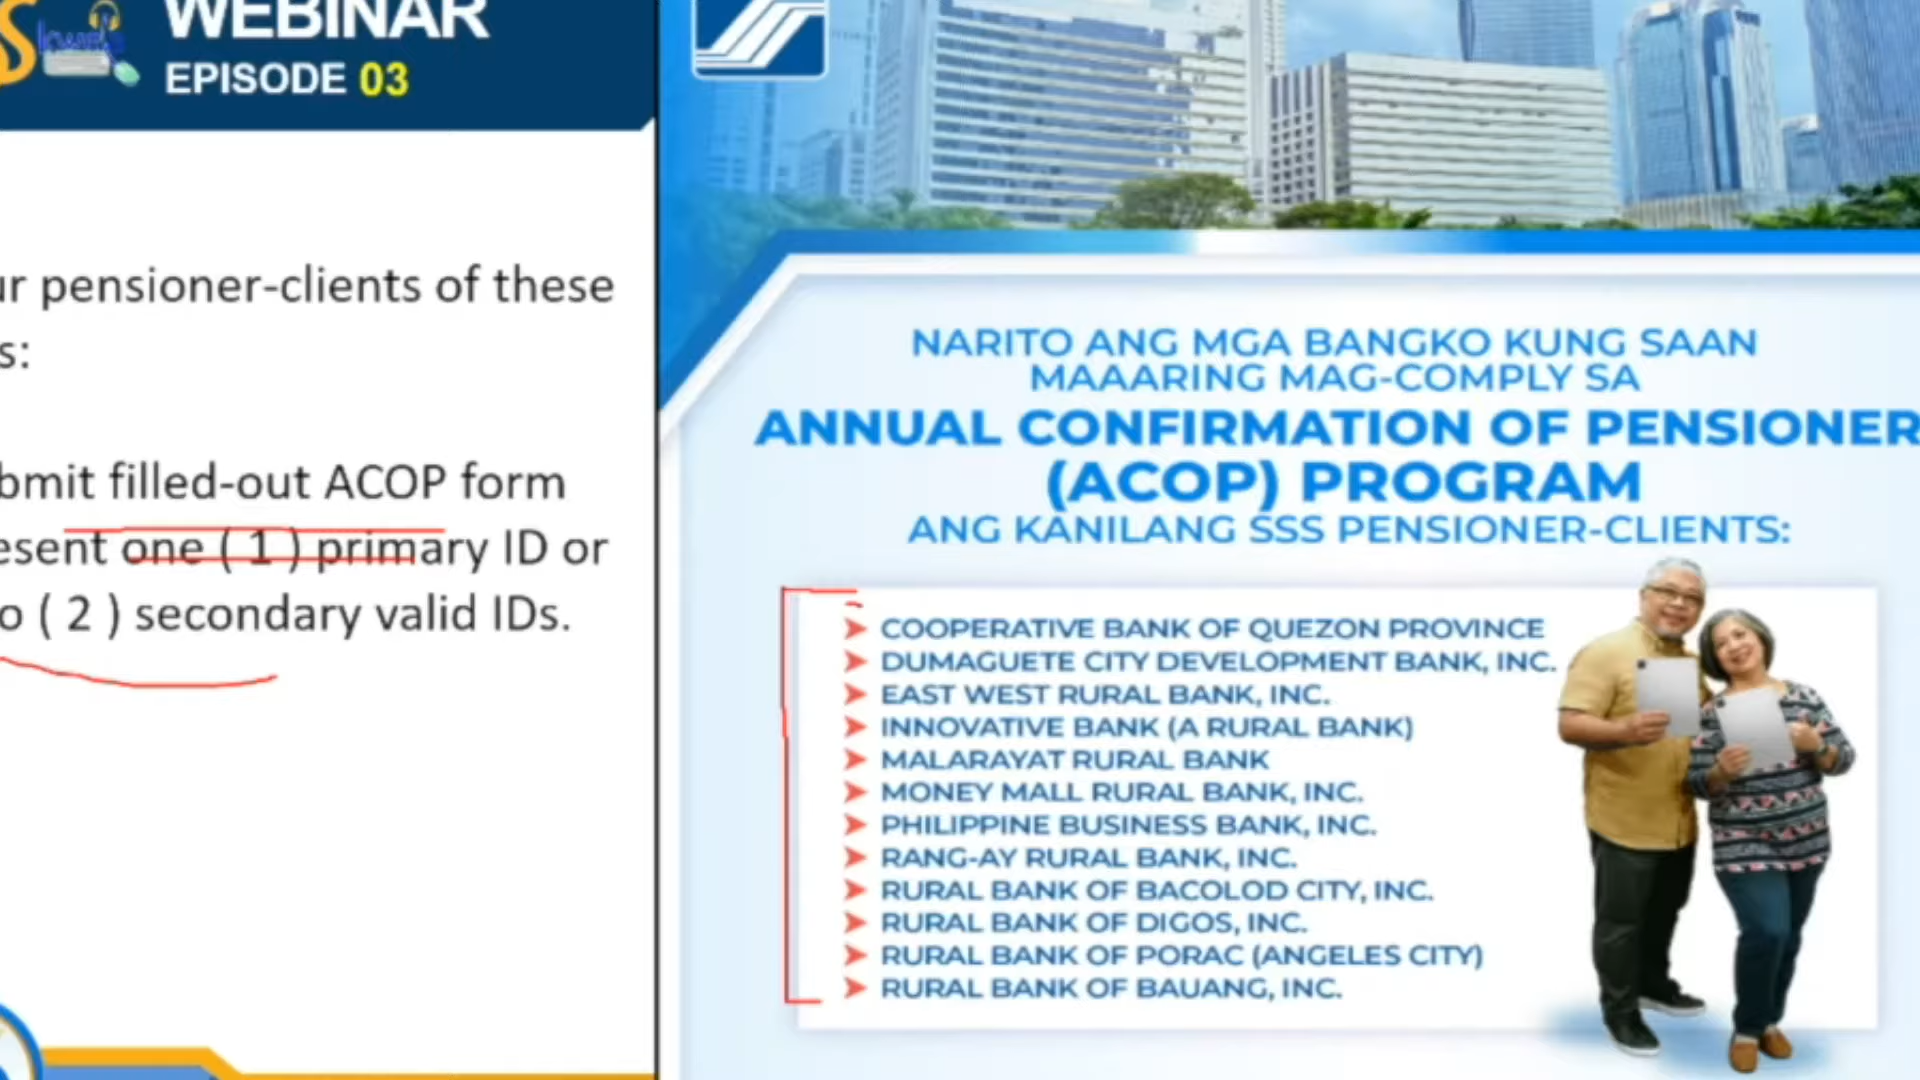 WEBINAR
EPISODE 03
pensioner-clients of these
s:
filled-out ACOP form
one ( 1 ) primary ID or
( 2 ) secondary valid IDs.
NARITO ANG MGA BANGKO KUNG SAAN
MAAARING MAG-COMPLY SA
ANNUAL CONFIRMATION OF PENSIONER
(ACOP) PROGRAM
ANG KANILANG SSS PENSIONER-CLIENTS:
COOPERATIVE BANK OF QUEZON PROVINCE
DUMAGUETE CITY DEVELOPMENT BANK, INC.
EAST WEST RURAL BANK, INC.
INNOVATIVE BANK (A RURAL BANK)
MALARAYAT RURAL BANK
MONEY MALL RURAL BANK, INC.
PHILIPPINE BUSINESS BANK, INC.
RANG-AY RURAL BANK, INC.
RURAL BANK OF BACOLOD CITY, INC.
RURAL BANK OF DIGOS, INC.
RURAL BANK OF PORAC (ANGELES CITY)
RURAL BANK OF BAUANG, INC.